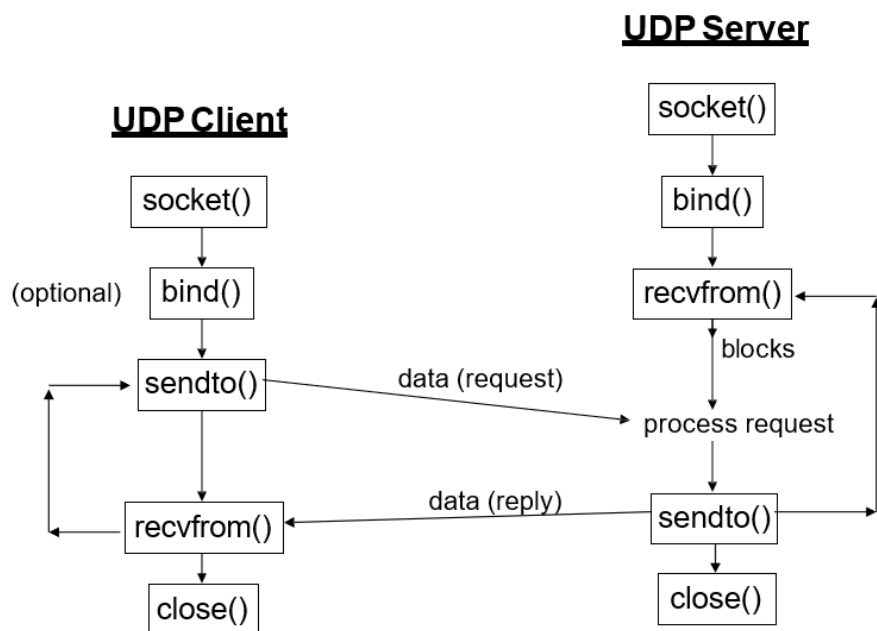 UDP Server
socket()
bind()
recvfrom()
blocks
process request
sendto()
close()
UDP Client
socket()
(optional) bind()
sendto()
data (request)
data (reply)
recvfrom()
close()